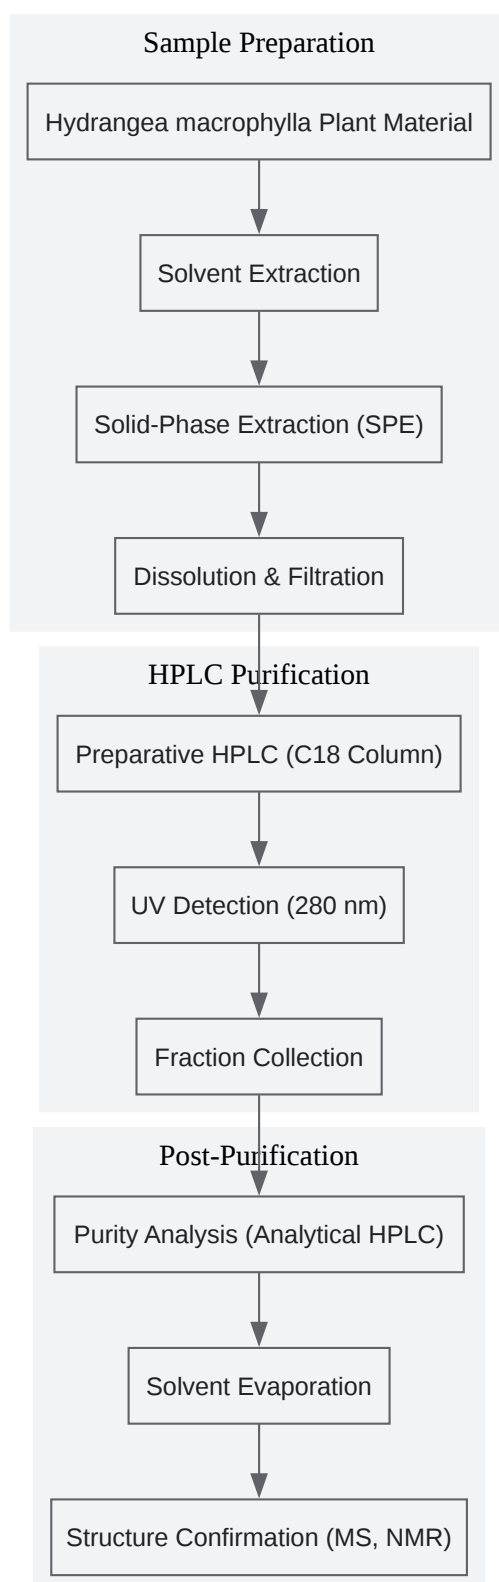 Sample Preparation
Hydrangea macrophylla Plant Material
Solvent Extraction
Solid-Phase Extraction (SPE)
Dissolution & Filtration
HPLC Purification
Preparative HPLC (C18 Column)
UV Detection (280 nm)
Fraction Collection
Post-Purification
Purity Analysis (Analytical HPLC)
Solvent Evaporation
Structure Confirmation (MS, NMR)